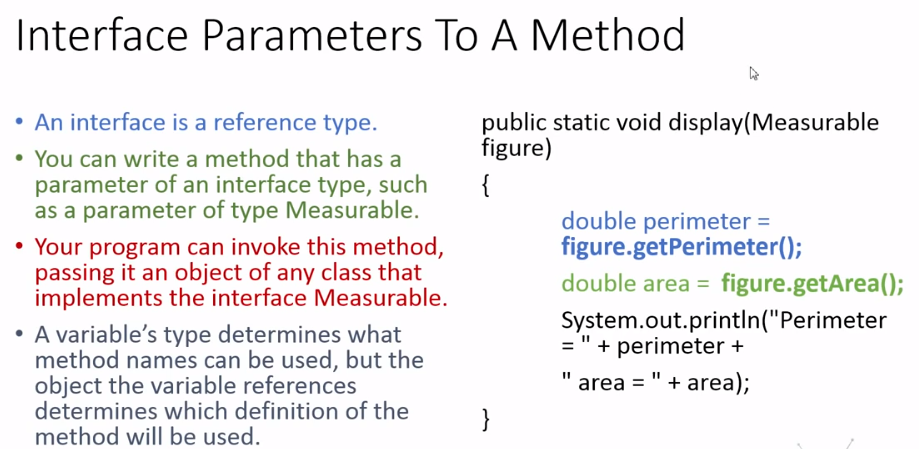 Interface Parameters To A Method
• An interface is a reference type.
• You can write a method that has a
parameter of an interface type, such
as a parameter of type Measurable.
• Your program can invoke this method,
passing it an object of any class that
implements the interface Measurable.
• A variable's type determines what
method names can be used, but the
object the variable references
determines which definition of the
method will be used.
public static void display(Measurable
figure)
{
double perimeter =
figure.getPerimeter();
double area = figure.getArea();
System.out.println("Perimeter
= " + perimeter +
" area = " + area);
}